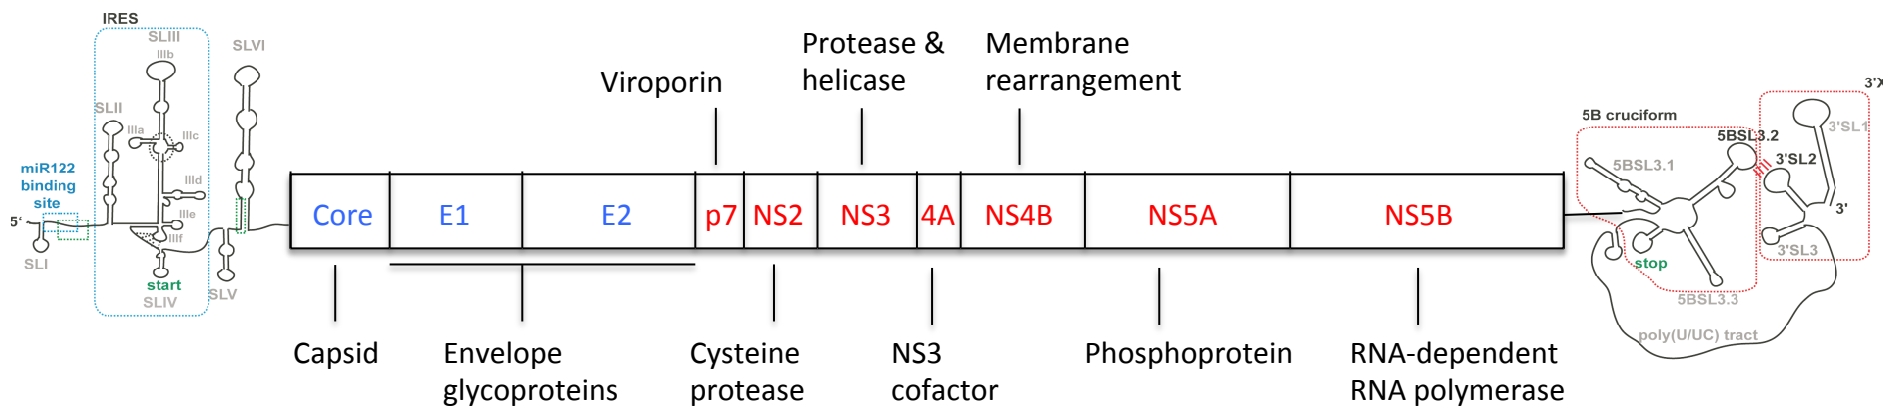 IRES
SLIII
IIIb
SLVI
SLII
IIIa
IIIc
miR122
binding
site
IIId
IIIe
IIIf
5'
SLI
start
SLIV
SLV
Protease &
helicase
Membrane
rearrangement
Viroporin
Core
E1
E2
p7
NS2
NS3
4A
NS4B
NS5A
NS5B
Capsid
Envelope
glycoproteins
Cysteine
protease
NS3
cofactor
Phosphoprotein
RNA-dependent
RNA polymerase
3'X
5B cruciform
5BSL3.2
3'SL1
5BSL3.1
3'SL2
3'
3'SL3
stop
5BSL3.3
poly(U/UC) tract